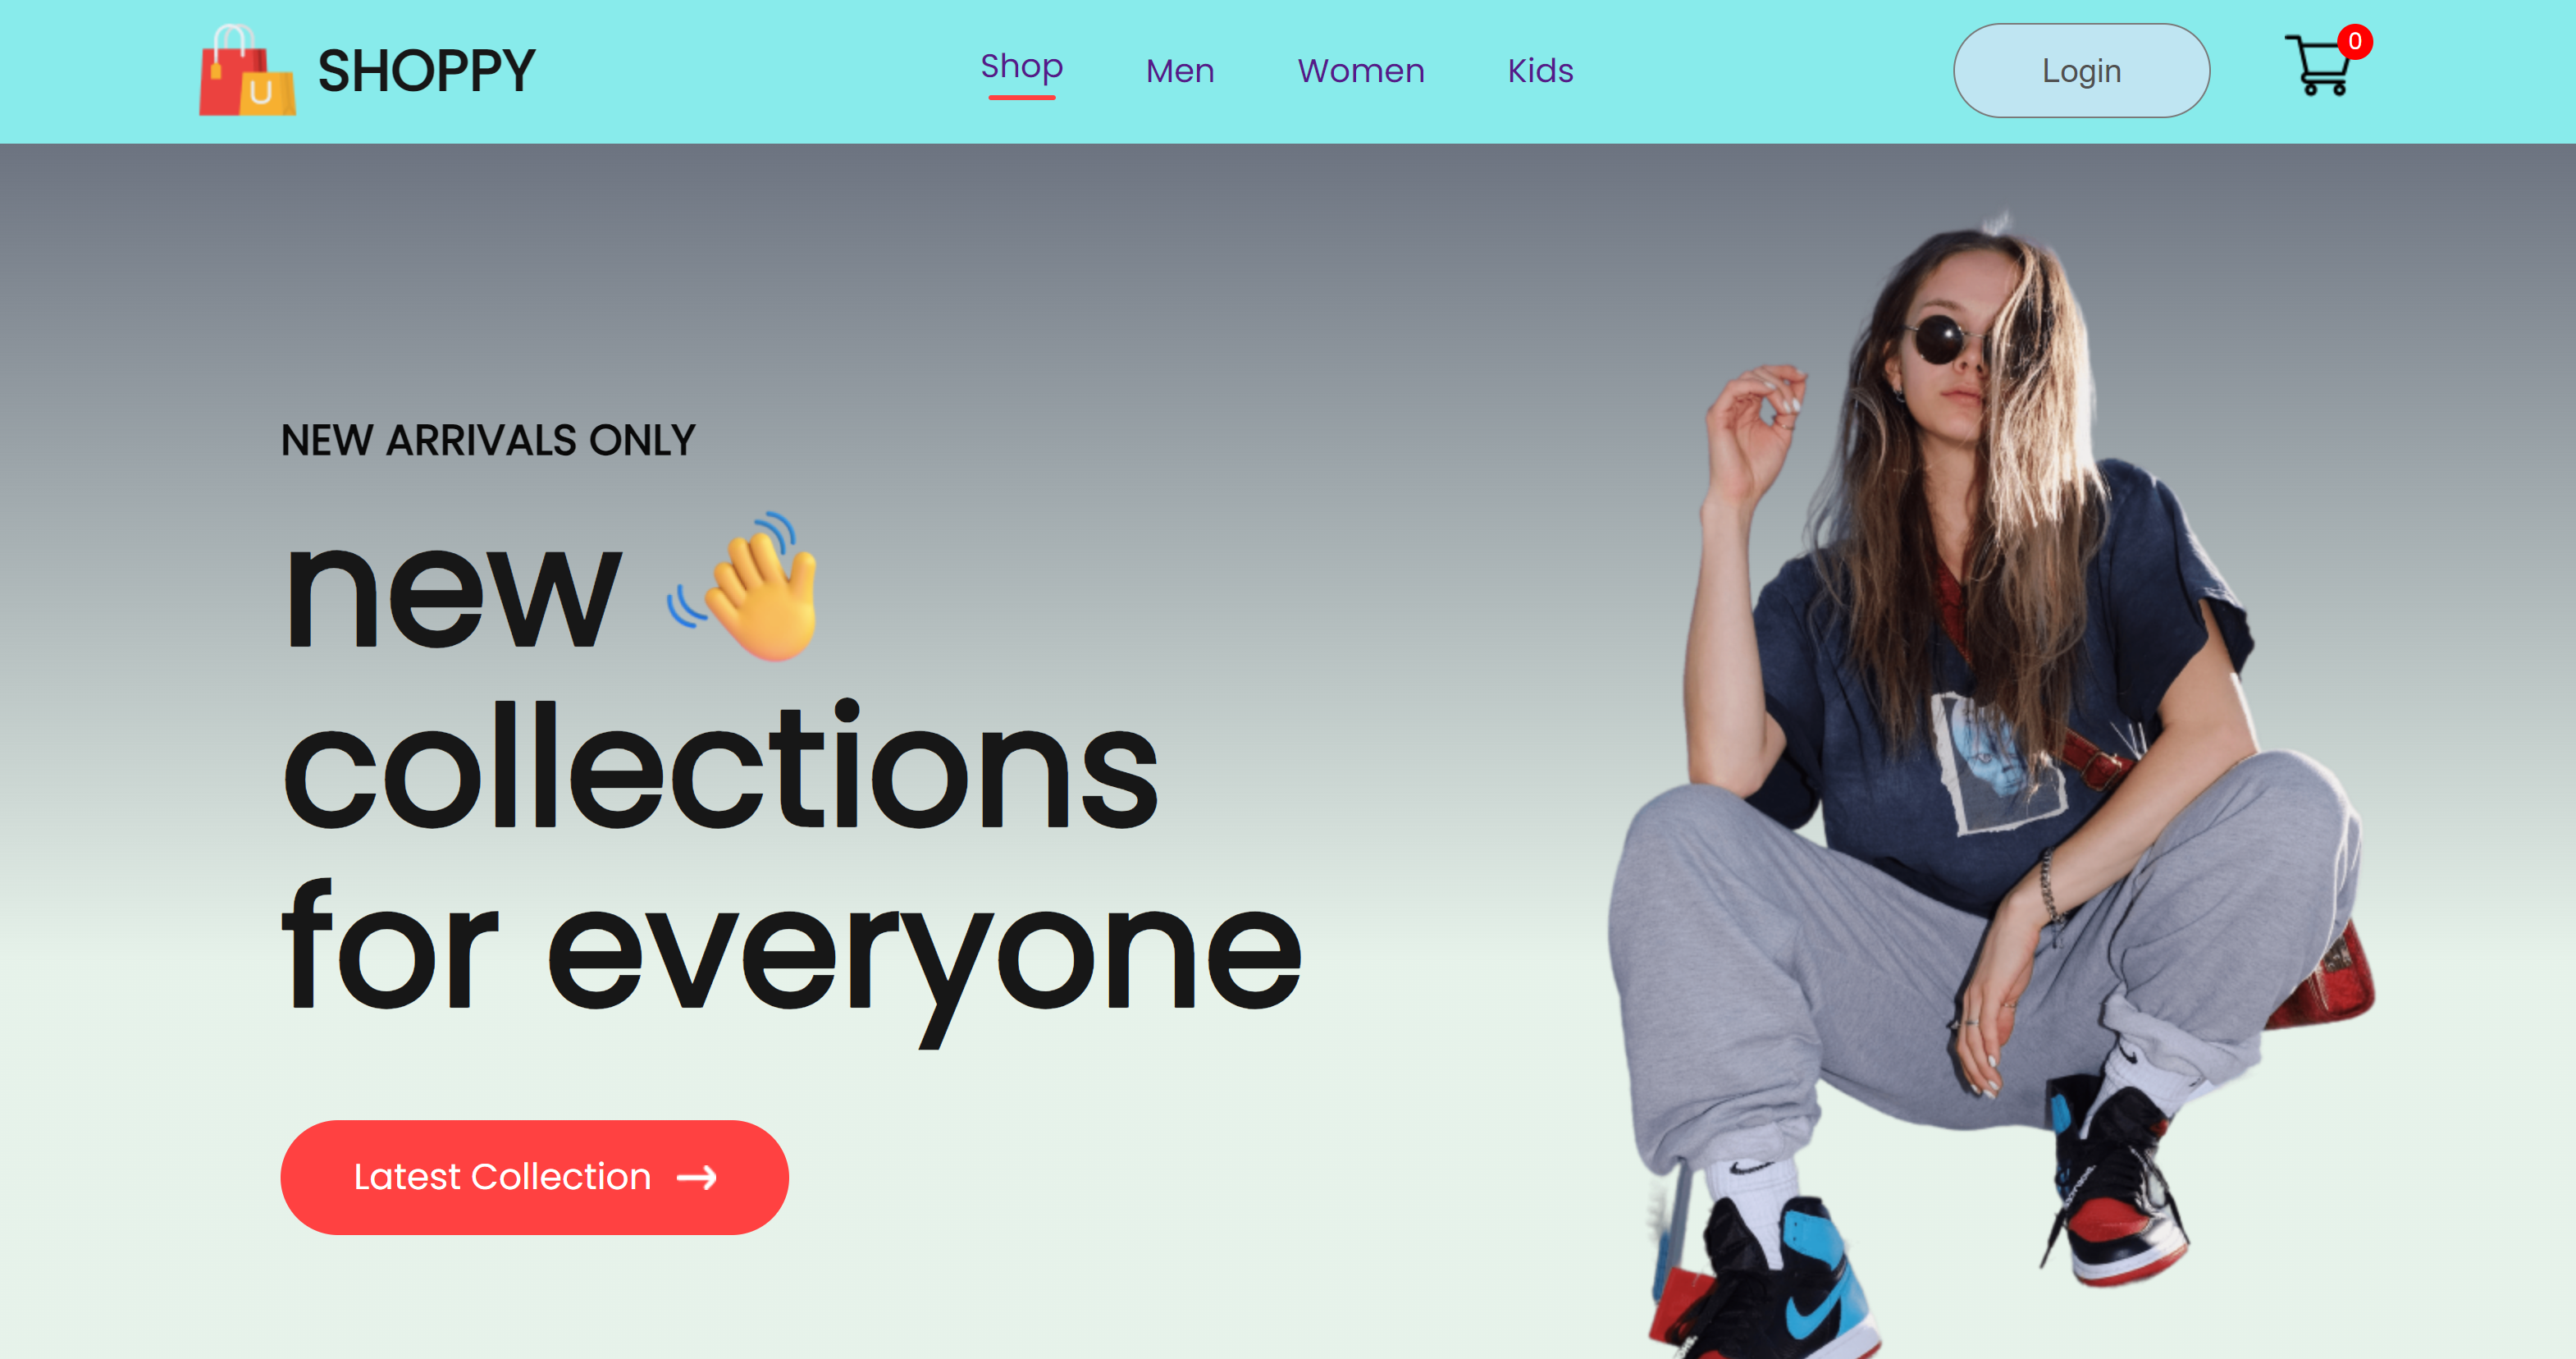 SHOPPY
Shop Men Women Kids
Login
0
NEW ARRIVALS ONLY
new 👋
collections
for everyone
Latest Collection →